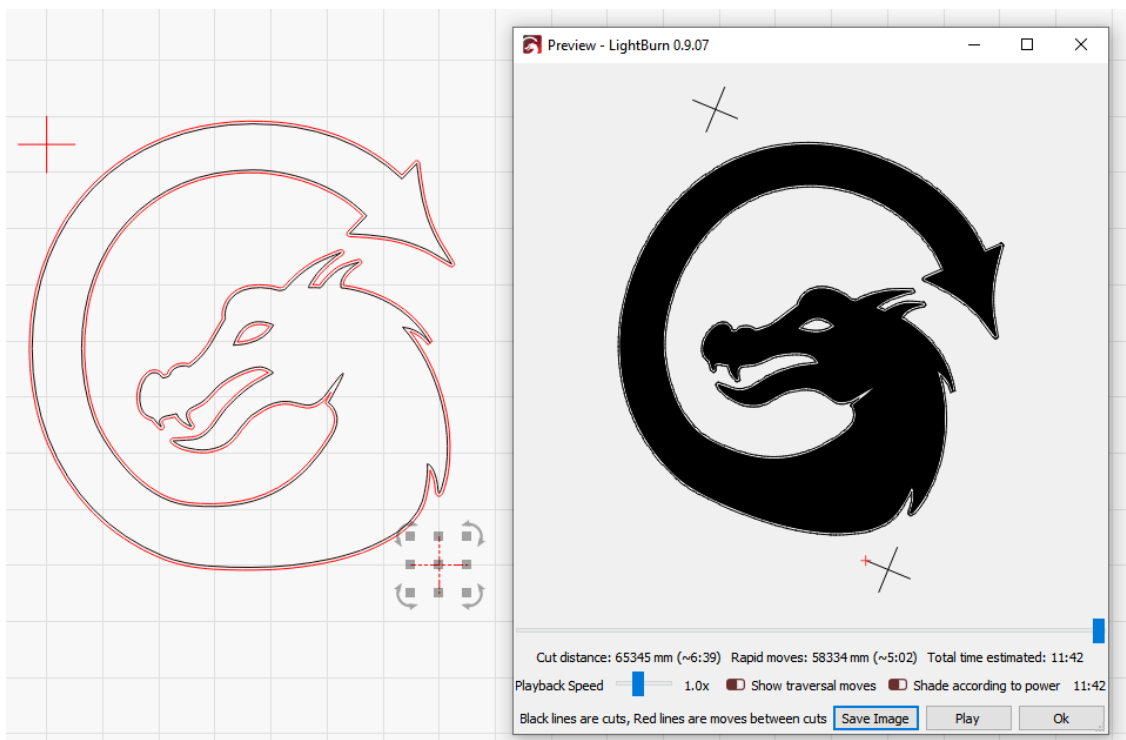 Preview - LightBurn 0.9.07
Cut distance: 65345 mm (~6:39) Rapid moves: 58334 mm (~5:02) Total time estimated: 11:42
Playback Speed 1.0x Show traversal moves Shade according to power 11:42
Black lines are cuts, Red lines are moves between cuts Save Image Play Ok